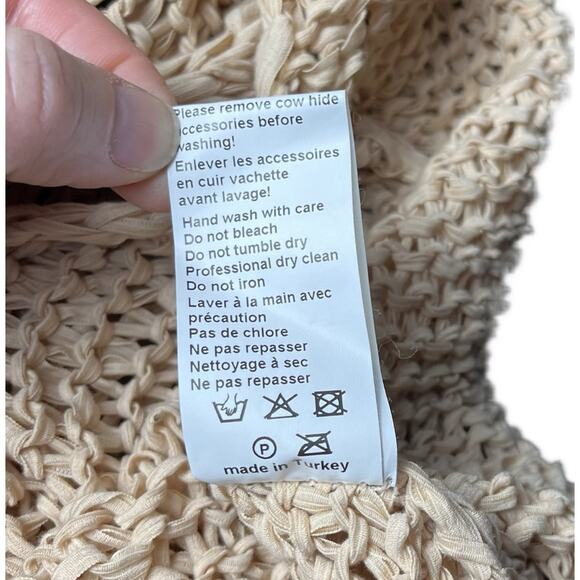 Please remove cow hide
accessories before
washing!
Enlever les accessoires
en cuir vachette
avant lavage!
Hand wash with care
Do not bleach
Do not tumble dry
Professional dry clean
Do not iron
Laver à la main avec
précaution
Pas de chlore
Ne pas repasser
Nettoyage à sec
Ne pas repasser
P
made in Turkey